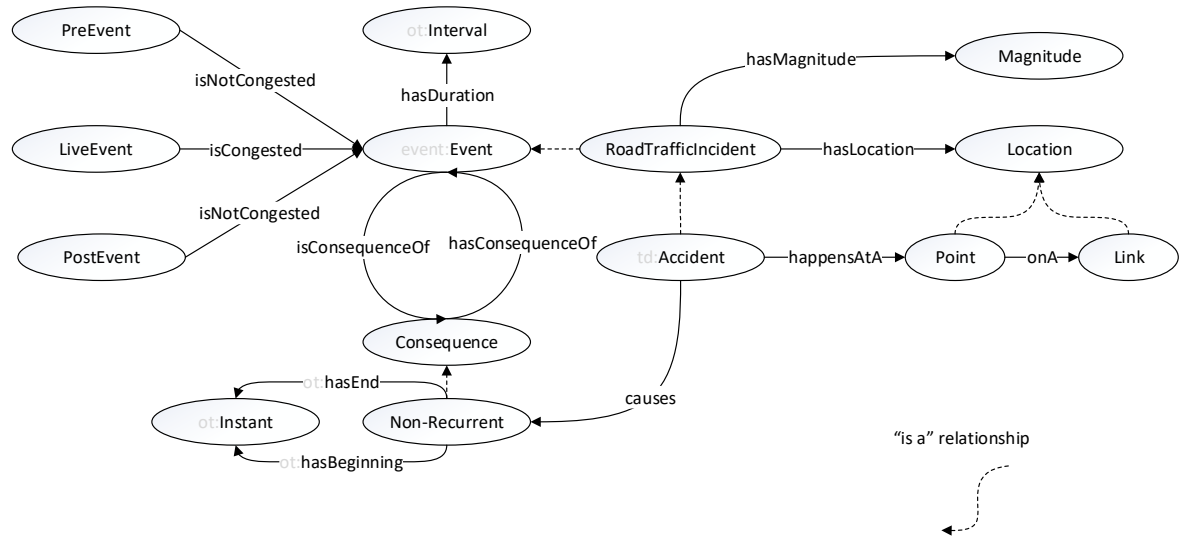 PreEvent
ot:Interval
Magnitude
hasMagnitude
isNotCongested
hasDuration
LiveEvent
isCongested
event:Event
RoadTrafficIncident
hasLocation
Location
isNotCongested
isConsequenceOf
hasConsequenceOf
PostEvent
td:Accident
happensAtA
Point
onA
Link
Consequence
ot:hasEnd
causes
ot:Instant
Non-Recurrent
ot:hasBeginning
“is a” relationship